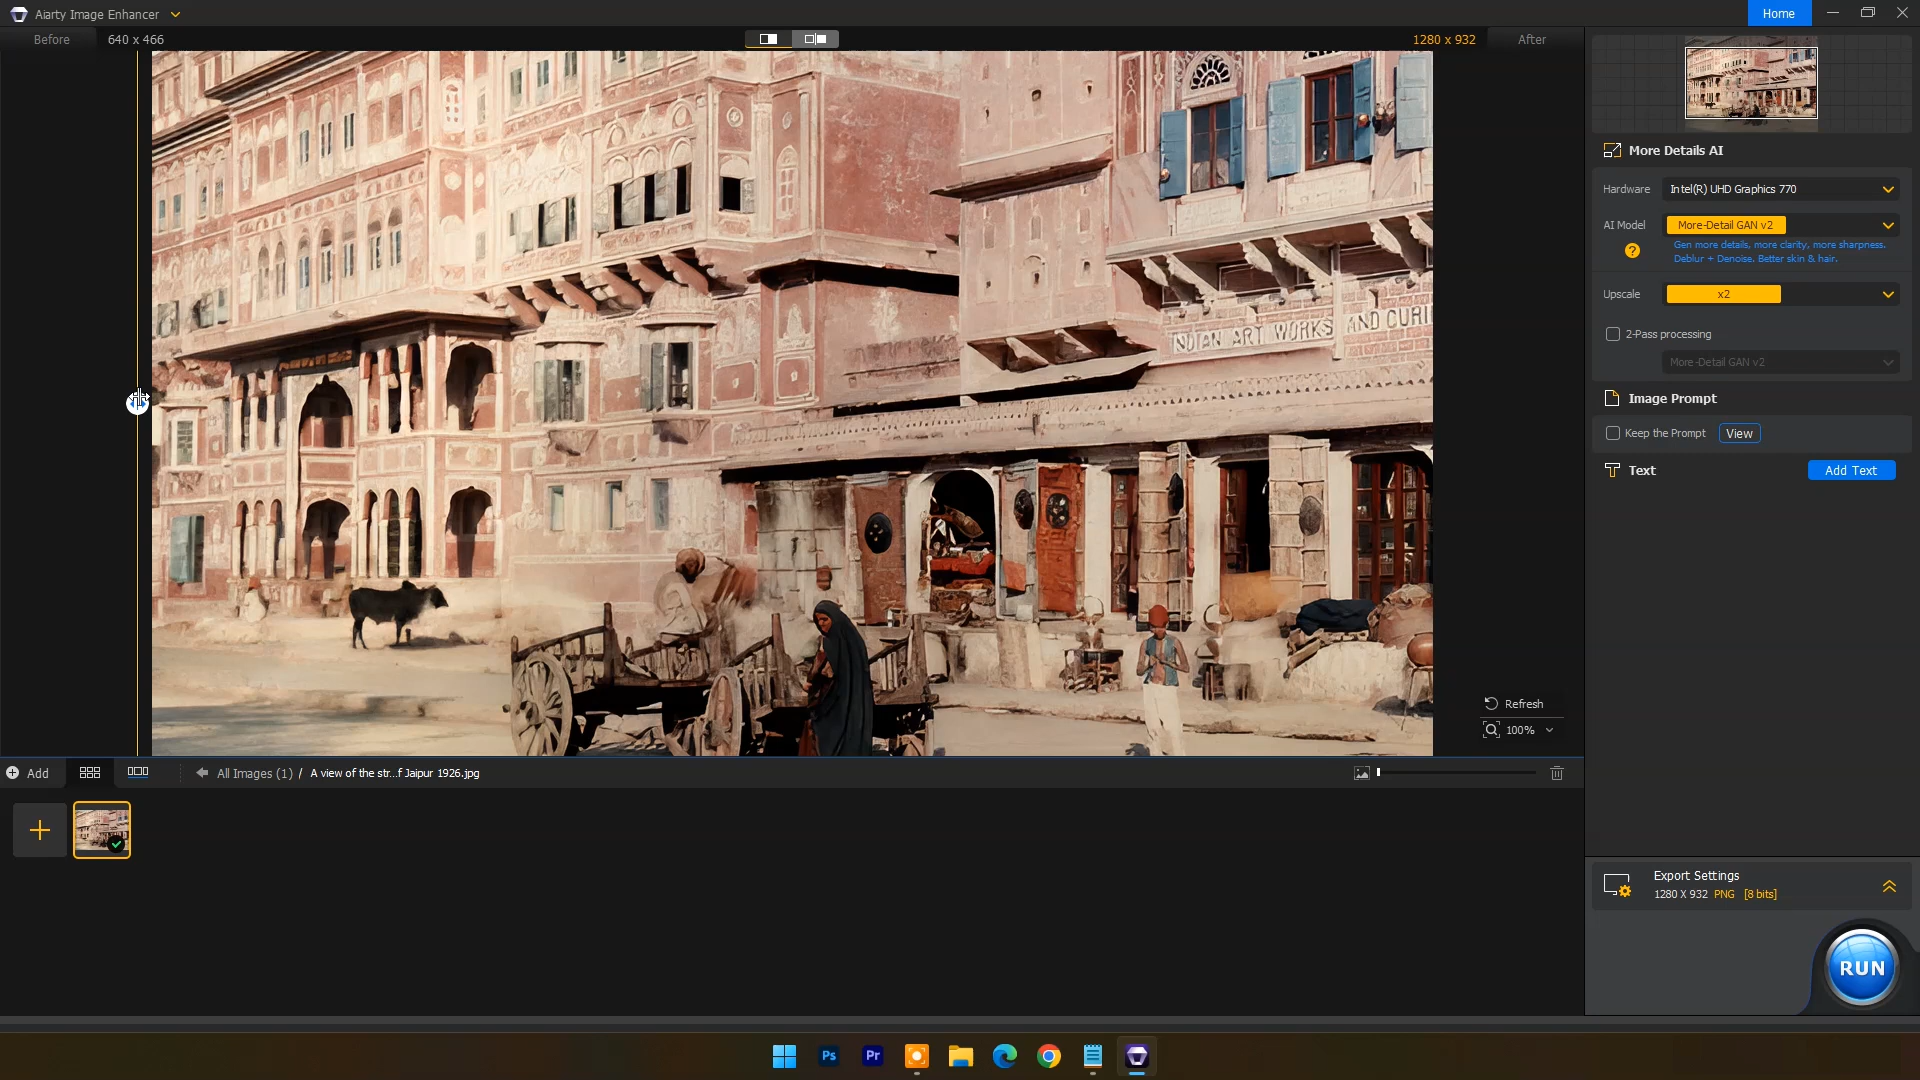 Aiarty Image Enhancer
Home
Before
640 x 466
1280 x 932
After
More Details AI
Hardware
Intel(R) UHD Graphics 770
AI Model
More-Detail GAN v2
?
Gen more details, more clarity, more sharpness.
Deblur + Denoise. Better skin & hair.
Upscale
x2
2-Pass processing
More-Detail GAN v2
Image Prompt
Keep the Prompt
View
Text
Add Text
INDIAN ART WORKS AND CURI
Refresh
100%
Add
All Images (1) / A view of the str...f Jaipur 1926.jpg
Export Settings
1280 X 932 PNG [8 bits]
RUN
Ps
Pr